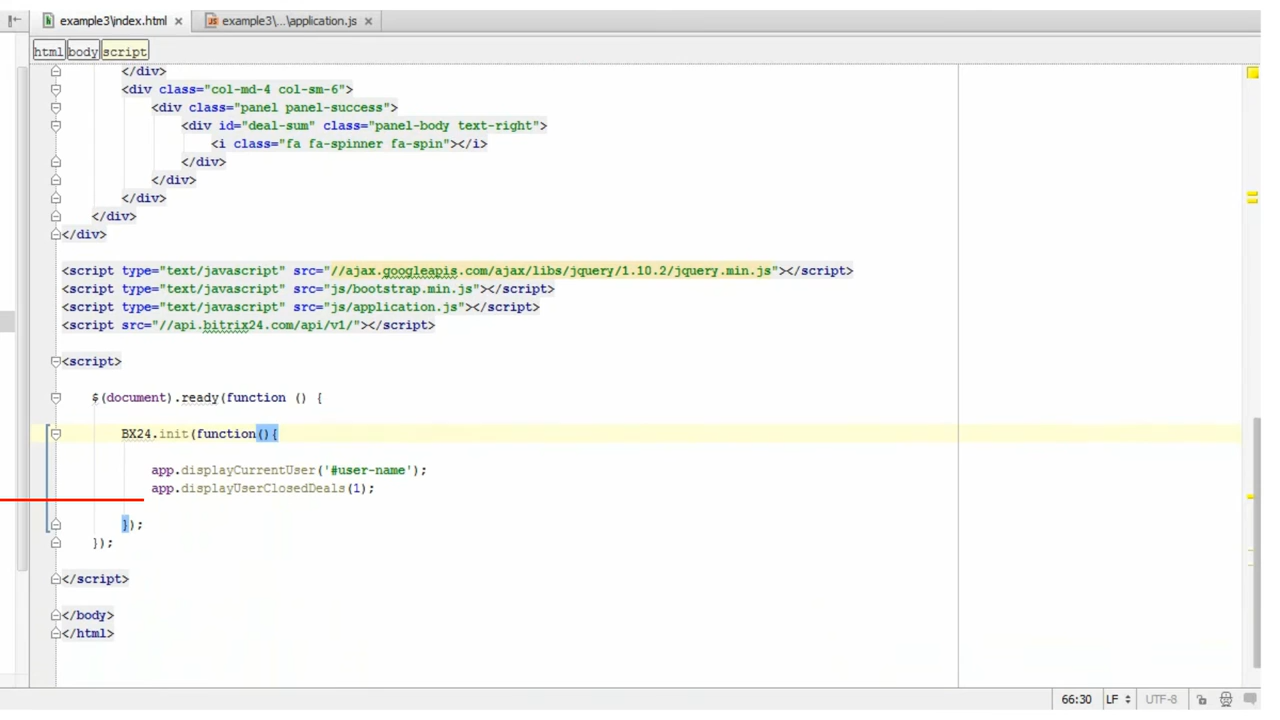 example3\index.html
example3\...\application.js
html body script
</div>
<div class="col-md-4 col-sm-6">
<div class="panel panel-success">
<div id="deal-sum" class="panel-body text-right">
<i class="fa fa-spinner fa-spin"></i>
</div>
</div>
</div>
</div>
</div>
<script type="text/javascript" src="//ajax.googleapis.com/ajax/libs/jquery/1.10.2/jquery.min.js"></script>
<script type="text/javascript" src="js/bootstrap.min.js"></script>
<script type="text/javascript" src="js/application.js"></script>
<script src="//api.bitrix24.com/api/v1/"></script>
<script>
$(document).ready(function () {
BX24.init(function(){
app.displayCurrentUser('#user-name');
app.displayUserClosedDeals(1);
});
});
</script>
</body>
</html>
66:30 LF UTF-8